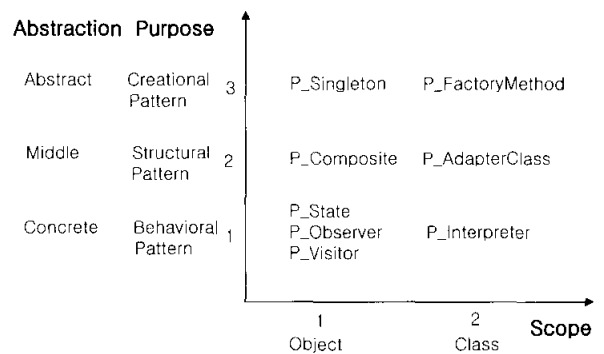 Abstraction Purpose
Abstract Creational Pattern 3 P_Singleton P_FactoryMethod
Middle Structural Pattern 2 P_Composite P_AdapterClass
Concrete Behavioral Pattern 1 P_State P_Observer P_Visitor P_Interpreter
1 2
Object Class
Scope